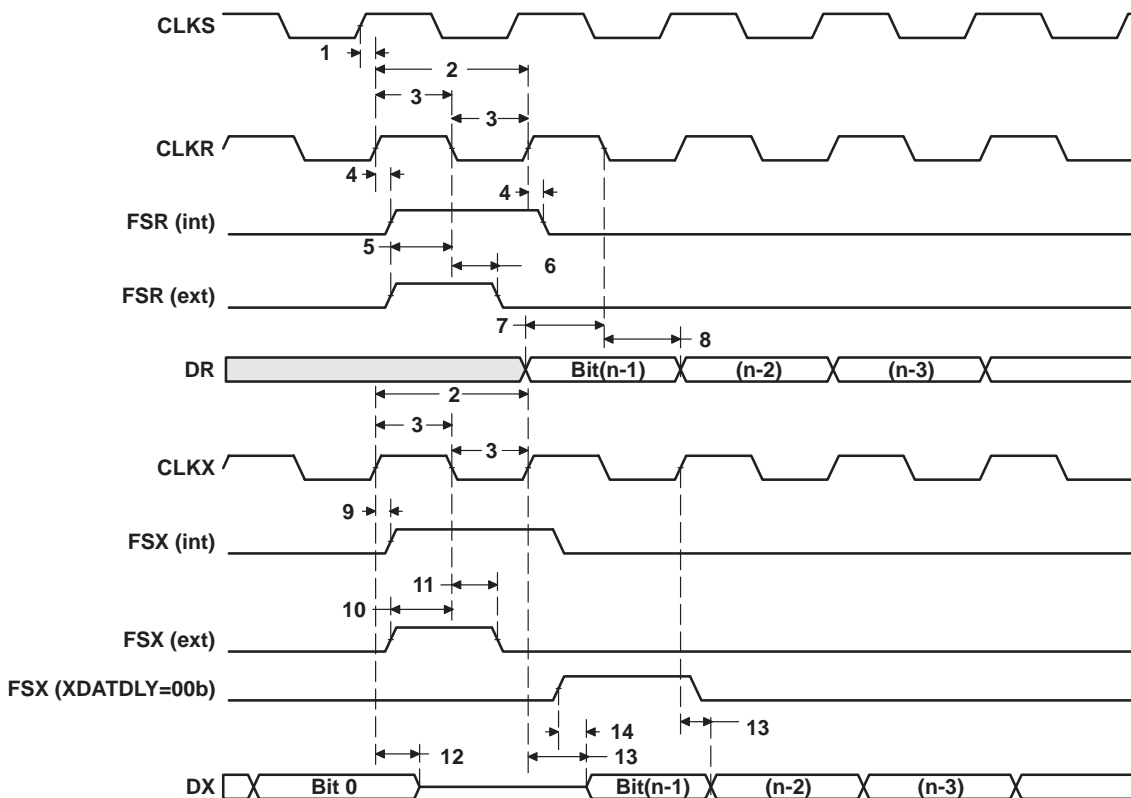 CLKS
1
2
3
3
CLKR
4
4
FSR (int)
5
6
FSR (ext)
7
8
DR
Bit(n-1)
(n-2)
(n-3)
2
3
3
CLKX
9
FSX (int)
11
10
FSX (ext)
FSX (XDATDLY=00b)
14
13
12
13
DX
Bit 0
Bit(n-1)
(n-2)
(n-3)